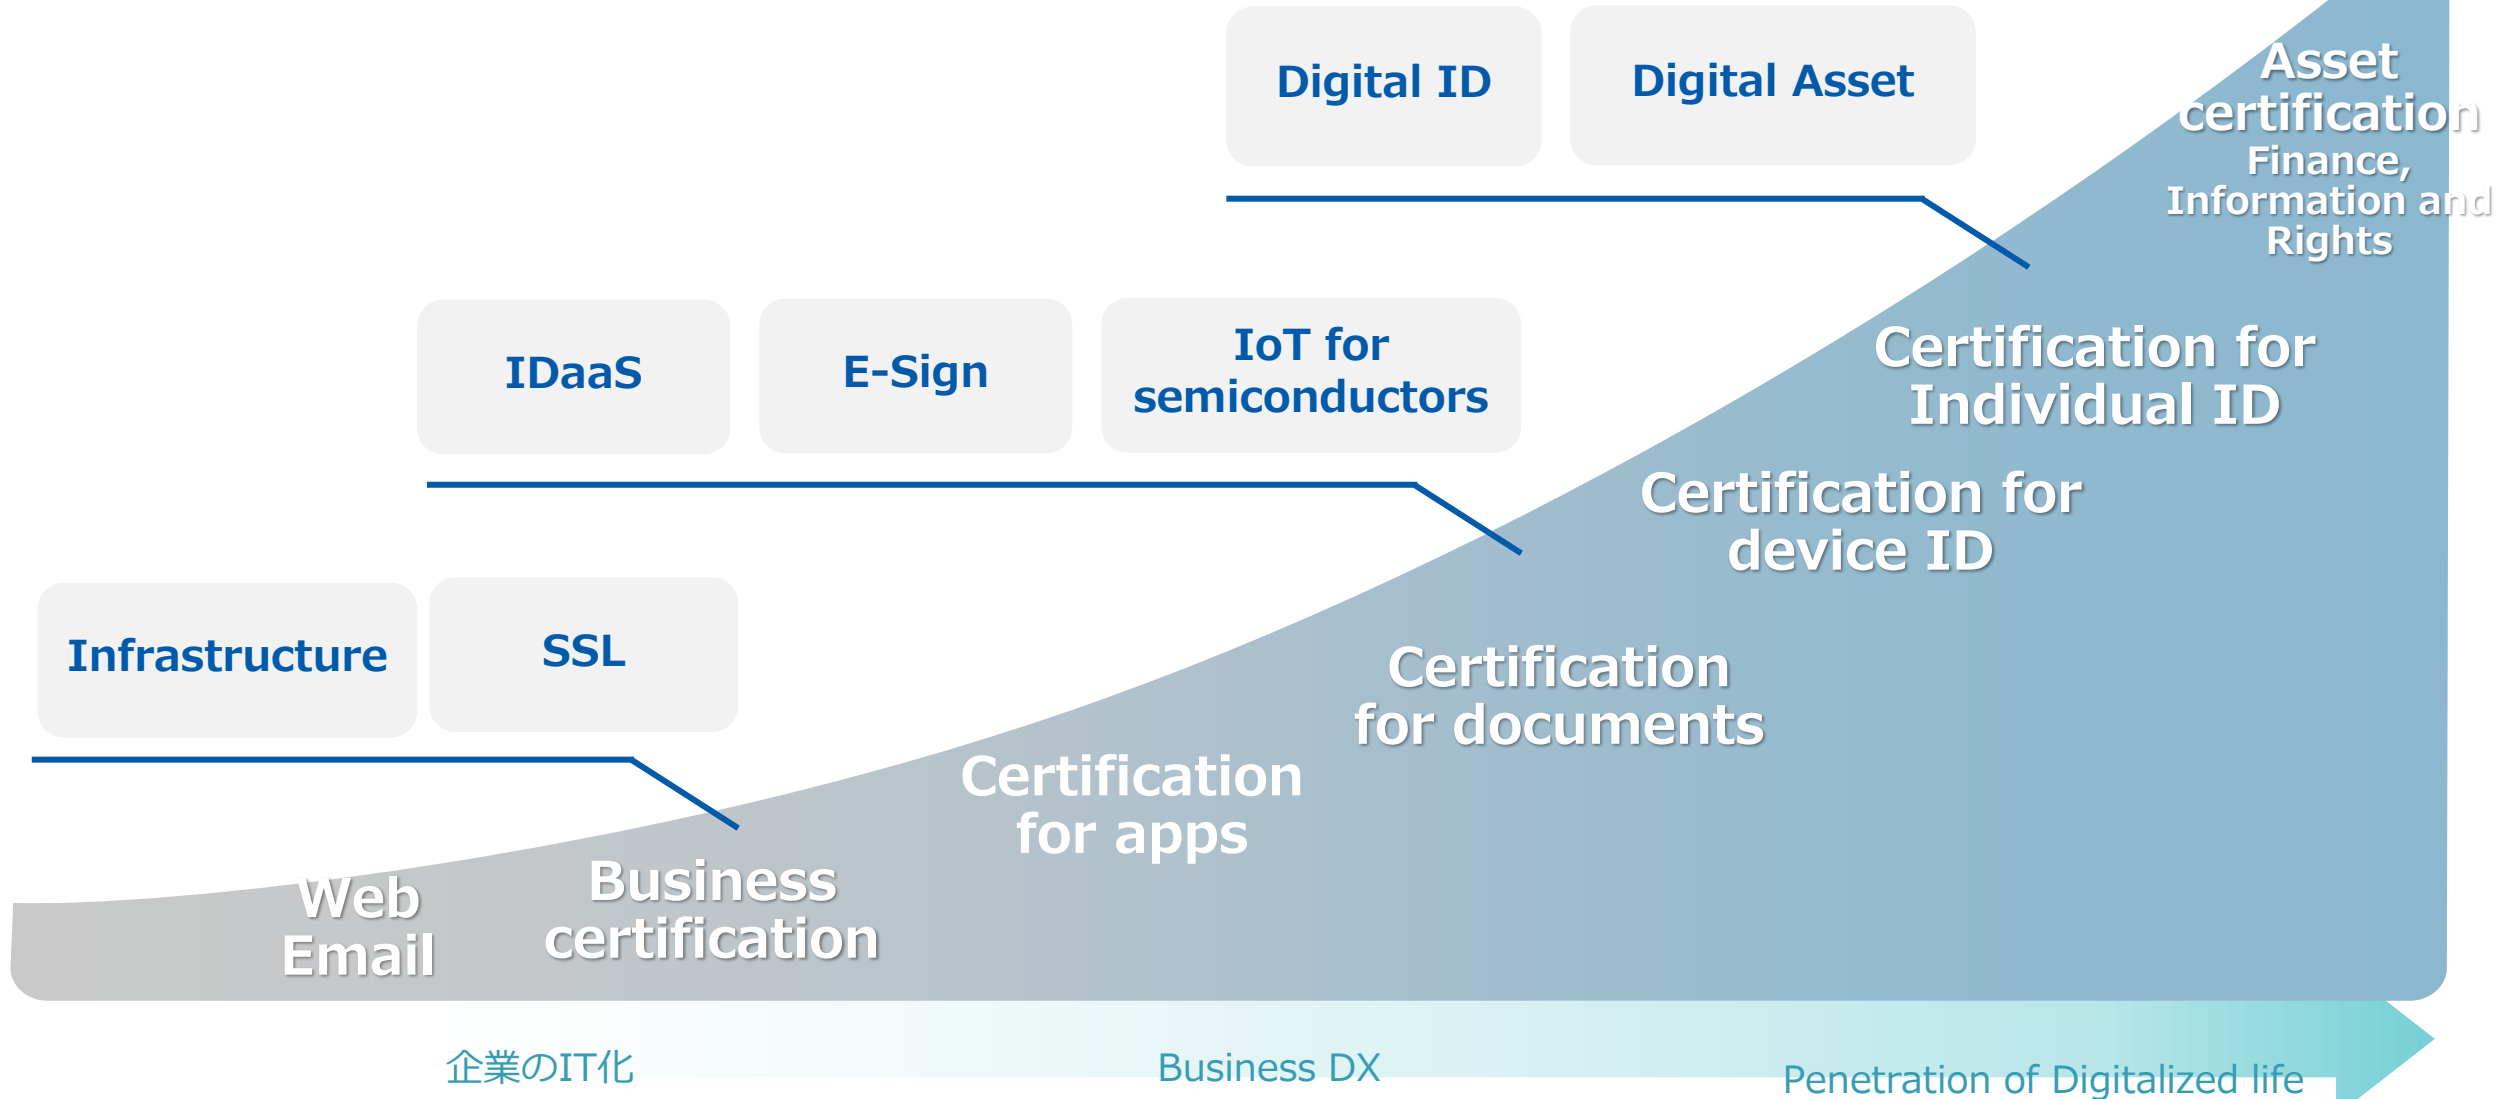 Digital ID
Digital Asset
Asset
certification
Finance,
Information and
Rights
IDaaS
E-Sign
IoT for
semiconductors
Certification for
Individual ID
Certification for
device ID
Infrastructure
SSL
Certification
for documents
Certification
for apps
Business
certification
Web
Email
企業のIT化
Business DX
Penetration of Digitalized life